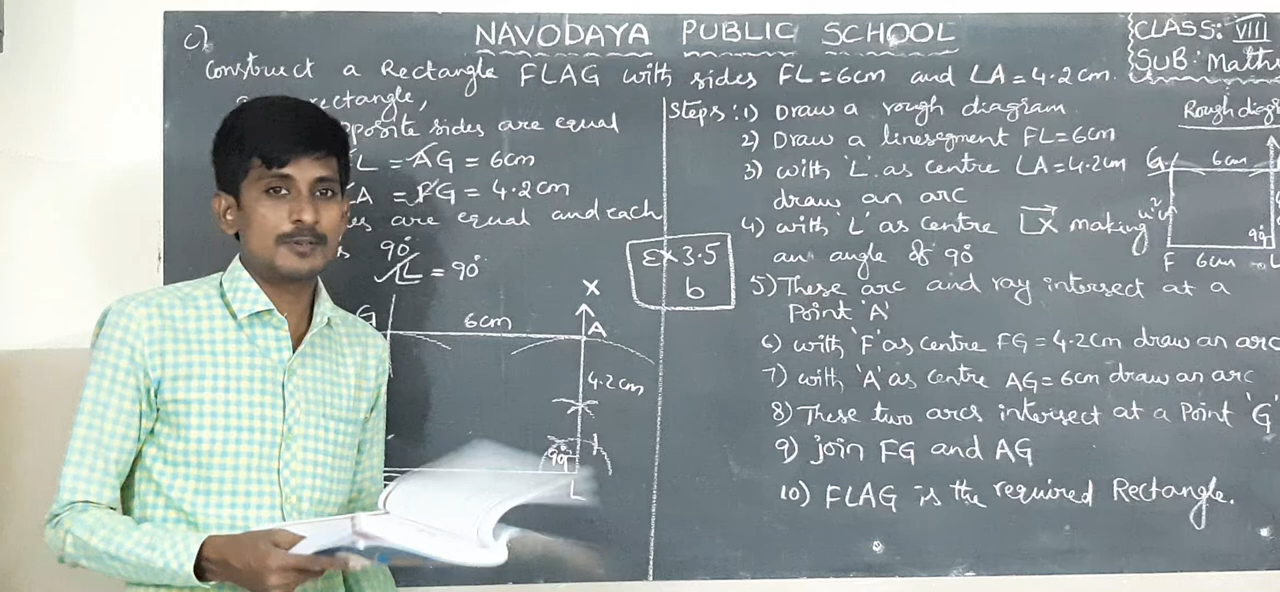 c)
NAVODAYA PUBLIC SCHOOL
CLASS: VIII
SUB: Maths
Construct a Rectangle FLAG with sides FL=6cm and LA=4.2cm.
rectangle,
opposite sides are equal
L = AG = 6cm
A = FG = 4.2cm
are equal and each
90°
∠L = 90°
Ex 3.5
b
X
G
6cm
A
4.2cm
90°
L
Steps: 1) Draw a rough diagram
2) Draw a linesegment FL=6cm
3) with 'L' as centre LA=4.2cm
draw an arc
4) with 'L' as centre LX making
an angle of 90°
5) These arc and ray intersect at a
Point 'A'
6) with 'F' as centre FG=4.2cm draw an arc
7) with 'A' as centre AG=6cm draw an arc
8) These two arcs intersect at a Point 'G'
9) join FG and AG
10) FLAG is the required Rectangle.
Rough diag
G
6cm
90°
F 6cm L